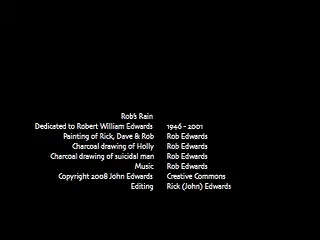 Rob's Rain
Dedicated to Robert William Edwards 1946 - 2001
Painting of Rick, Dave & Rob Rob Edwards
Charcoal drawing of Holly Rob Edwards
Charcoal drawing of suicidal man Rob Edwards
Music Rob Edwards
Copyright 2008 John Edwards Creative Commons
Editing Rick (John) Edwards